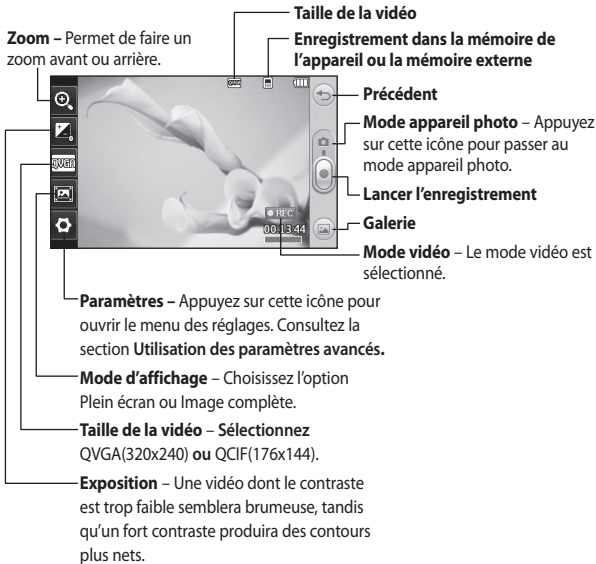 Taille de la vidéo
Zoom – Permet de faire un
zoom avant ou arrière.
Enregistrement dans la mémoire de
l'appareil ou la mémoire externe
Précédent
Mode appareil photo – Appuyez
sur cette icône pour passer au
mode appareil photo.
Lancer l'enregistrement
Galerie
Mode vidéo – Le mode vidéo est
sélectionné.
QVGA
QVGA
REC
00:13:44
Paramètres – Appuyez sur cette icône pour
ouvrir le menu des réglages. Consultez la
section Utilisation des paramètres avancés.
Mode d'affichage – Choisissez l'option
Plein écran ou Image complète.
Taille de la vidéo – Sélectionnez
QVGA(320x240) ou QCIF(176x144).
Exposition – Une vidéo dont le contraste
est trop faible semblera brumeuse, tandis
qu'un fort contraste produira des contours
plus nets.